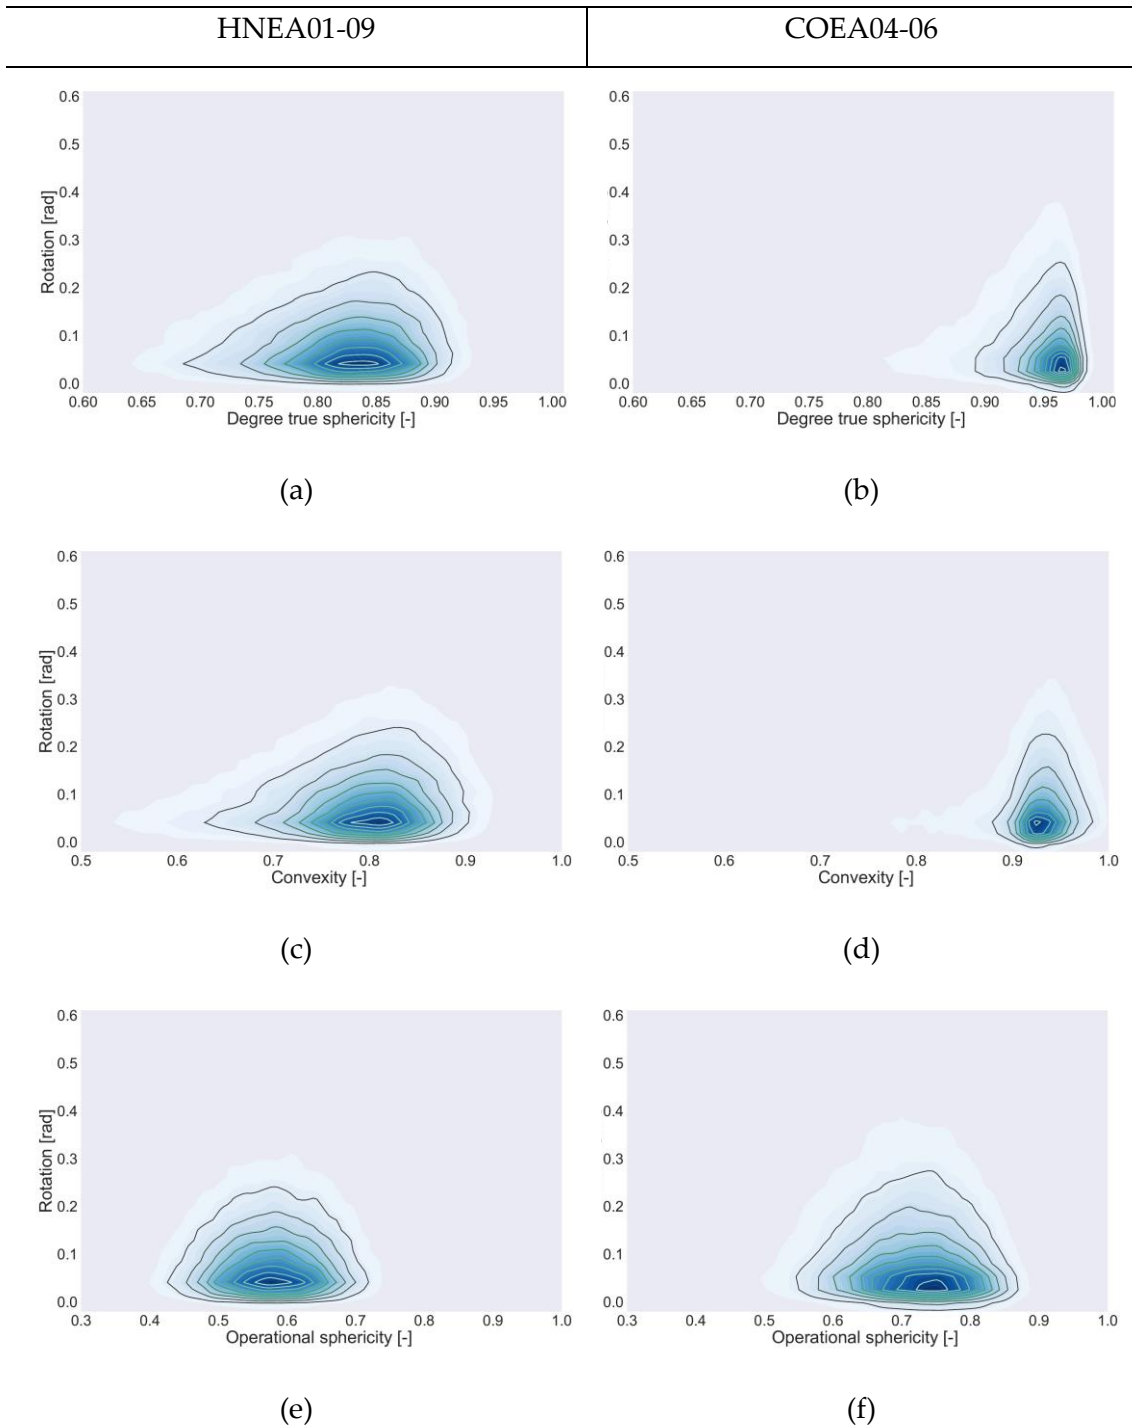 HNEA01-09 COEA04-06
0.6 0.6
0.5 0.5
0.4 0.4
0.3 0.3
0.2 0.2
0.1 0.1
0.0 0.0
Rotation [rad]
0.60 0.65 0.70 0.75 0.80 0.85 0.90 0.95 1.00 0.60 0.65 0.70 0.75 0.80 0.85 0.90 0.95 1.00
Degree true sphericity [-] Degree true sphericity [-]
(a) (b)
0.6 0.6
0.5 0.5
0.4 0.4
0.3 0.3
0.2 0.2
0.1 0.1
0.0 0.0
Rotation [rad]
0.5 0.6 0.7 0.8 0.9 1.0 0.5 0.6 0.7 0.8 0.9 1.0
Convexity [-] Convexity [-]
(c) (d)
0.6 0.6
0.5 0.5
0.4 0.4
0.3 0.3
0.2 0.2
0.1 0.1
0.0 0.0
Rotation [rad]
0.3 0.4 0.5 0.6 0.7 0.8 0.9 1.0 0.3 0.4 0.5 0.6 0.7 0.8 0.9 1.0
Operational sphericity [-] Operational sphericity [-]
(e) (f)